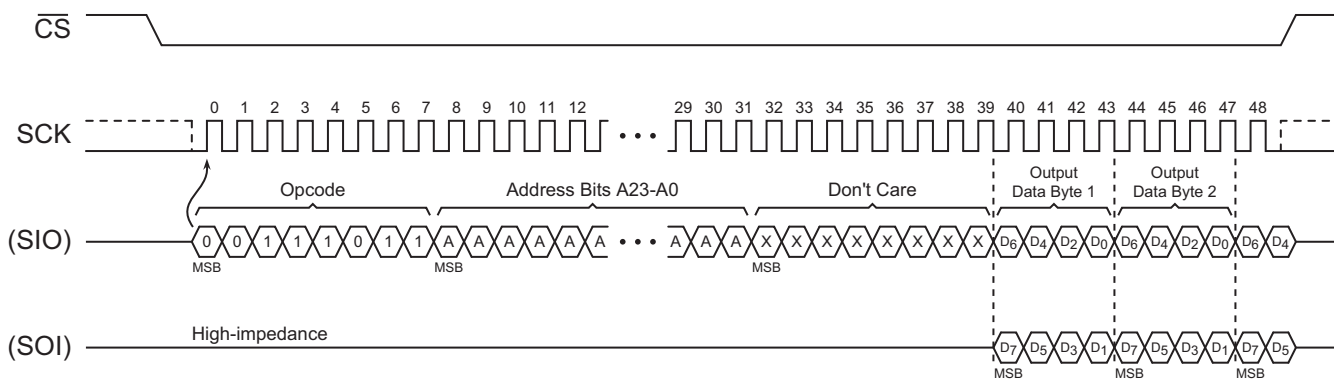 CS
0 1 2 3 4 5 6 7 8 9 10 11 12 29 30 31 32 33 34 35 36 37 38 39 40 41 42 43 44 45 46 47 48
SCK
Opcode Address Bits A23-A0 Don't Care Output Data Byte 1 Output Data Byte 2
(SIO) 0 0 1 1 1 0 1 1 A A A A A A A A A X X X X X X X X D6 D4 D2 D0 D6 D4 D2 D0 D6 D4
MSB MSB MSB
High-impedance
(SOI) D7 D5 D3 D1 D7 D5 D3 D1 D7 D5
MSB MSB MSB